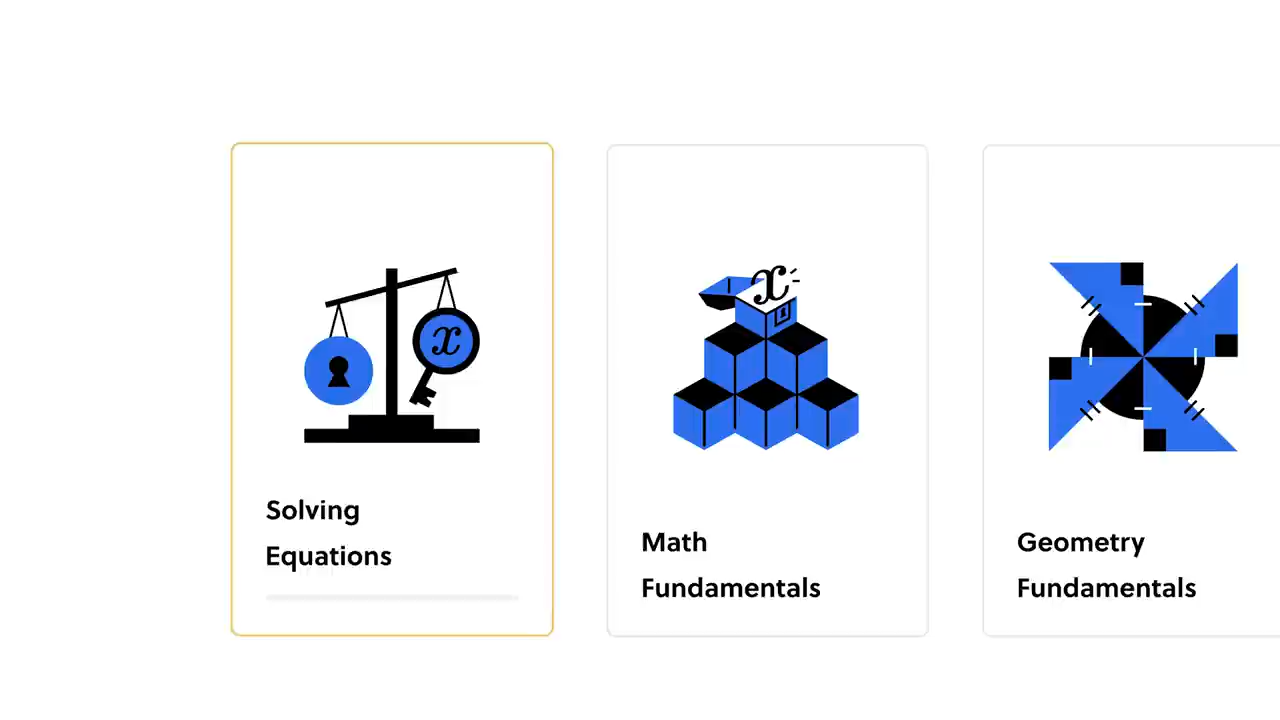 x
x
Solving
Equations
Math
Fundamentals
Geometry
Fundamentals